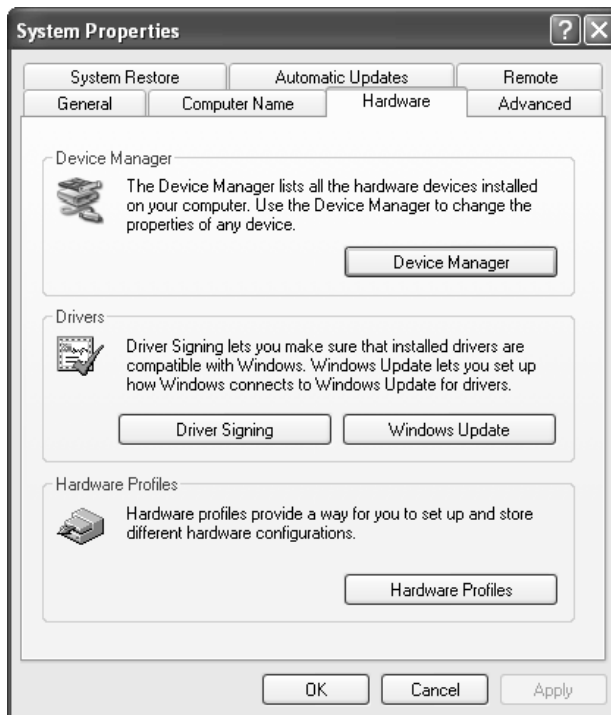 System Properties
System Restore Automatic Updates Remote
General Computer Name Hardware Advanced
Device Manager
The Device Manager lists all the hardware devices installed
on your computer. Use the Device Manager to change the
properties of any device.
Device Manager
Drivers
Driver Signing lets you make sure that installed drivers are
compatible with Windows. Windows Update lets you set up
how Windows connects to Windows Update for drivers.
Driver Signing Windows Update
Hardware Profiles
Hardware profiles provide a way for you to set up and store
different hardware configurations.
Hardware Profiles
OK Cancel Apply